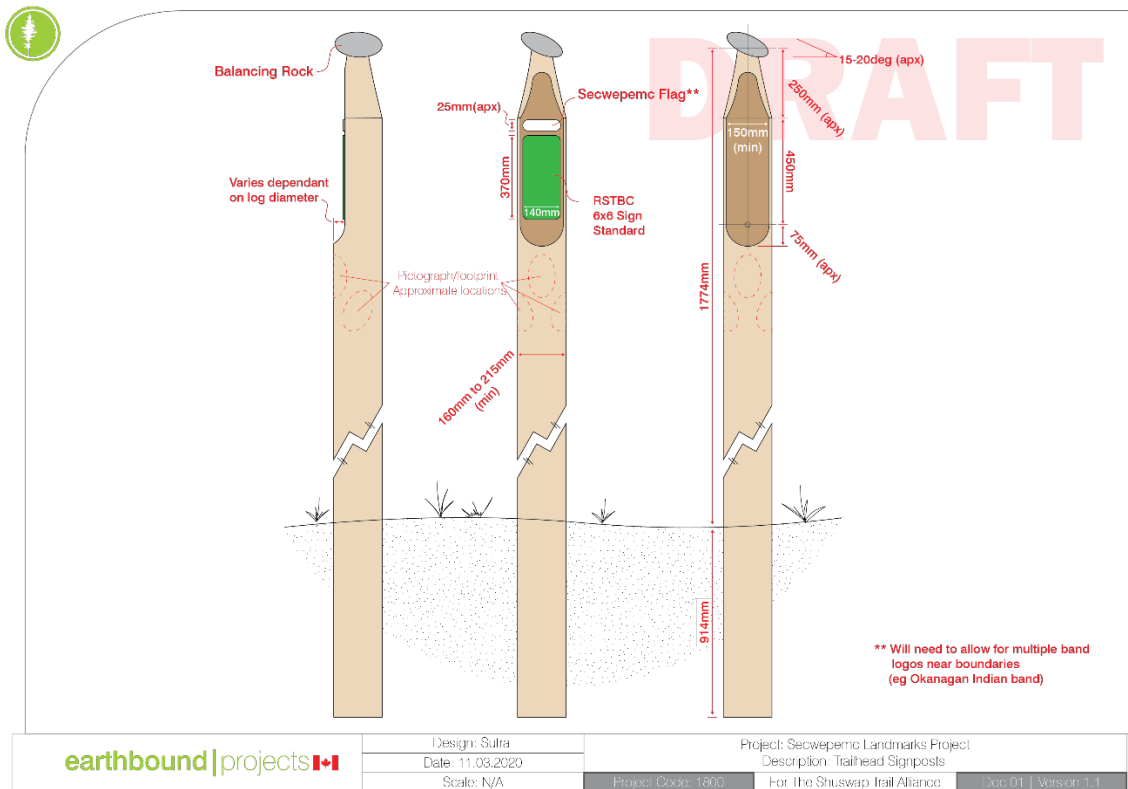 DRAFT
Balancing Rock
25mm(apx)
Secwepemc Flag**
15-20deg (apx)
250mm (apx)
150mm
(min)
450mm
370mm
140mm
RSTBC
6x6 Sign
Standard
Varies dependant
on log diameter
75mm (apx)
Pictograph/footprint
Approximate locations
1774mm
160mm to 215mm
(min)
914mm
** Will need to allow for multiple band
logos near boundaries
(eg Okanagan Indian band)
earthbound|projects
Design: Sutra
Date: 11.03.2020
Scale: N/A
Project: Secwepemc Landmarks Project
Description: Trailhead Signposts
Project Code: 1800
For The Shuswap Trail Alliance
Doc 01 | Version 1.1